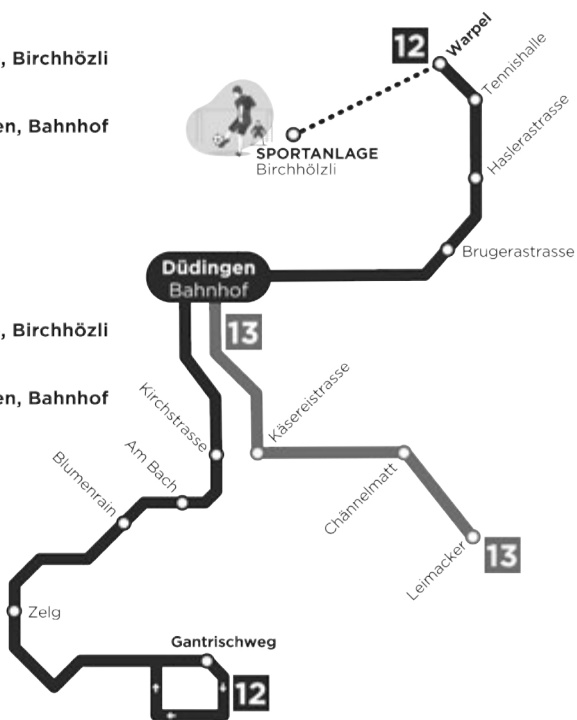 , Birchhözli
en, Bahnhof
12
Warpel
Tennishalle
Haslerastrasse
Brugerastrasse
SPORTANLAGE
Birchhölzli
Düdingen
Bahnhof
, Birchhözli
en, Bahnhof
13
Kirchstrasse
Käsereistrasse
Am Bach
Blumenrain
Chännelmatt
Leimacker
13
Zelg
Gantrischweg
12